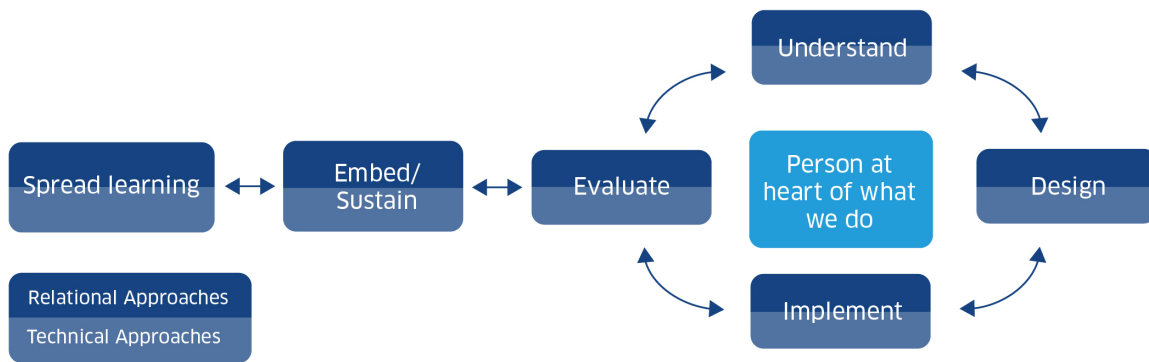 Understand
Spread learning
Embed/
Sustain
Evaluate
Person at
heart of what
we do
Design
Relational Approaches
Technical Approaches
Implement